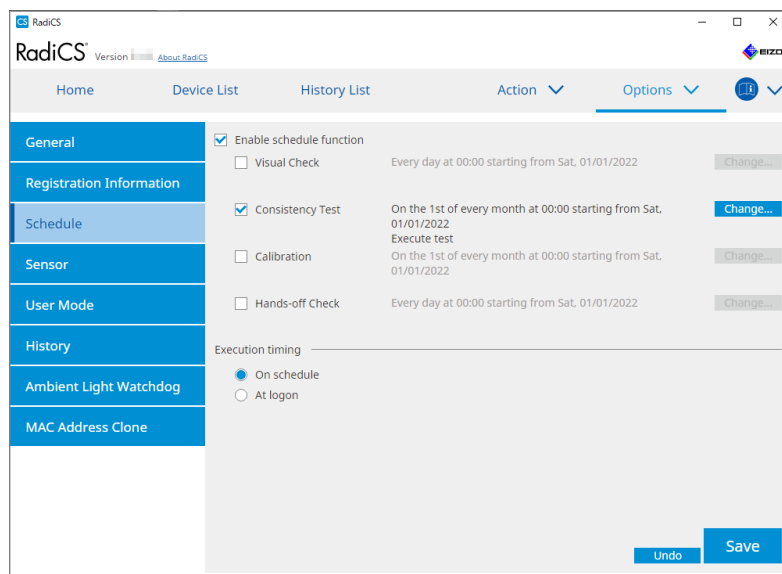 CS RadiCS
RadiCS® Version About RadiCS
EIZO
Home Device List History List Action Options
General
Registration Information
Schedule
Sensor
User Mode
History
Ambient Light Watchdog
MAC Address Clone
Enable schedule function
Visual Check Every day at 00:00 starting from Sat, 01/01/2022 Change...
Consistency Test On the 1st of every month at 00:00 starting from Sat, Change...
01/01/2022
Execute test
Calibration On the 1st of every month at 00:00 starting from Sat, Change...
01/01/2022
Hands-off Check Every day at 00:00 starting from Sat, 01/01/2022 Change...
Execution timing
On schedule
At logon
Undo Save